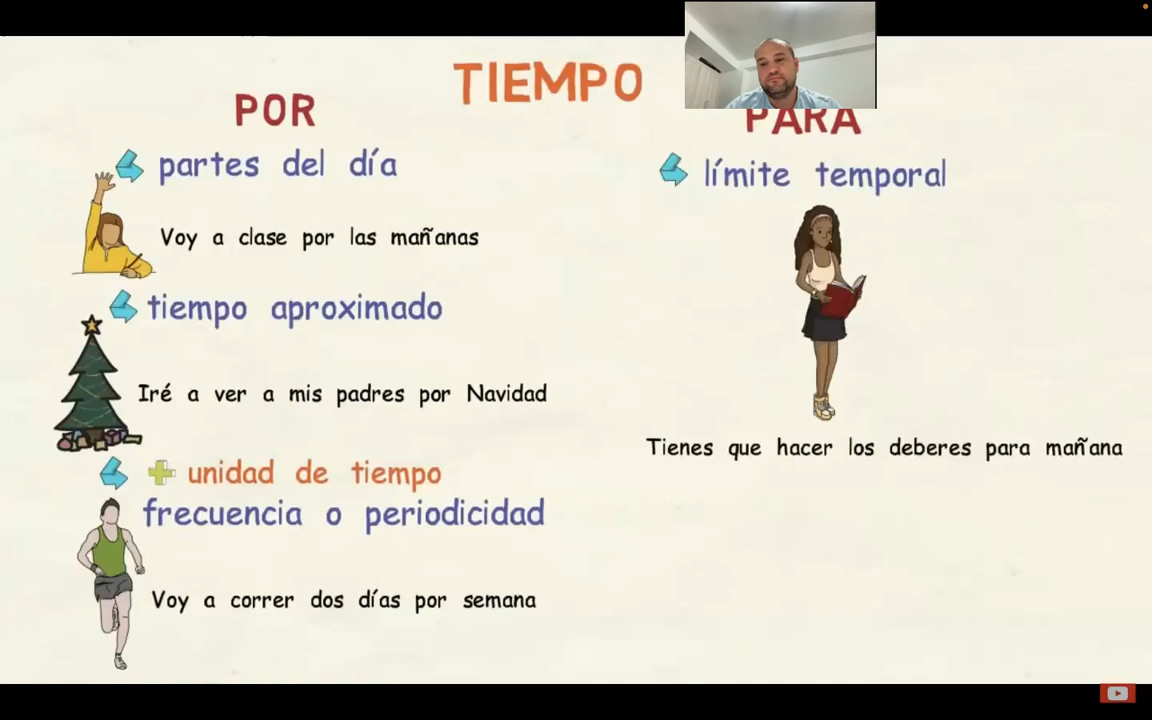 TIEMPO
POR
partes del día
Voy a clase por las mañanas
tiempo aproximado
Iré a ver a mis padres por Navidad
+ unidad de tiempo
frecuencia o periodicidad
Voy a correr dos días por semana
PARA
límite temporal
Tienes que hacer los deberes para mañana